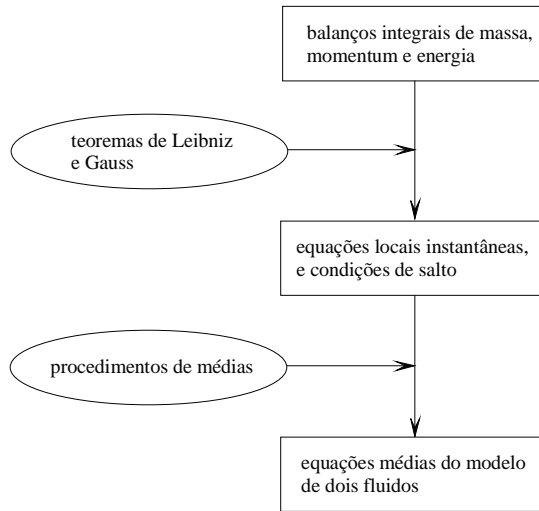 balanços integrais de massa,
momentum e energia
teoremas de Leibniz
e Gauss
equações locais instantâneas,
e condições de salto
procedimentos de médias
equações médias do modelo
de dois fluidos